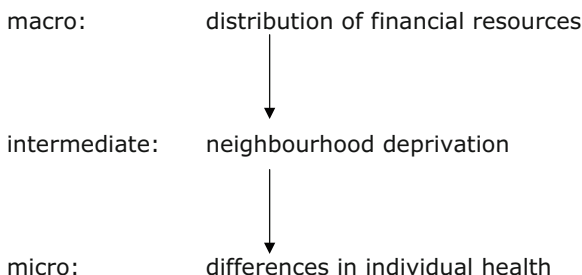 macro: distribution of financial resources
intermediate: neighbourhood deprivation
micro: differences in individual health